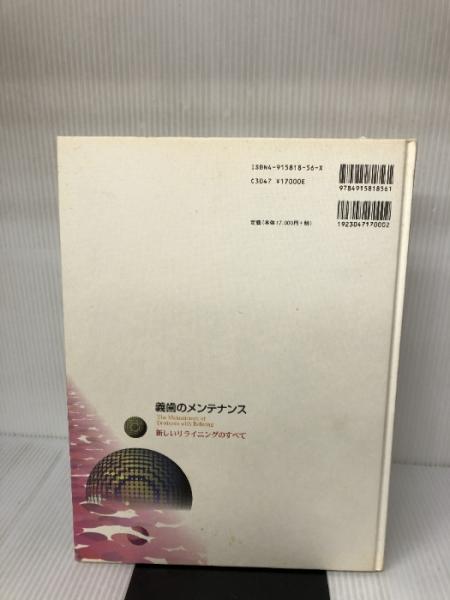 ISBN4-915818-56-X
C3047 ¥17000E
9784915818561
定価(本体17,000円+税)
1923047170002
義歯のメンテナンス
The Maintenance of
Dentures with Relining
新しいリライニングのすべて